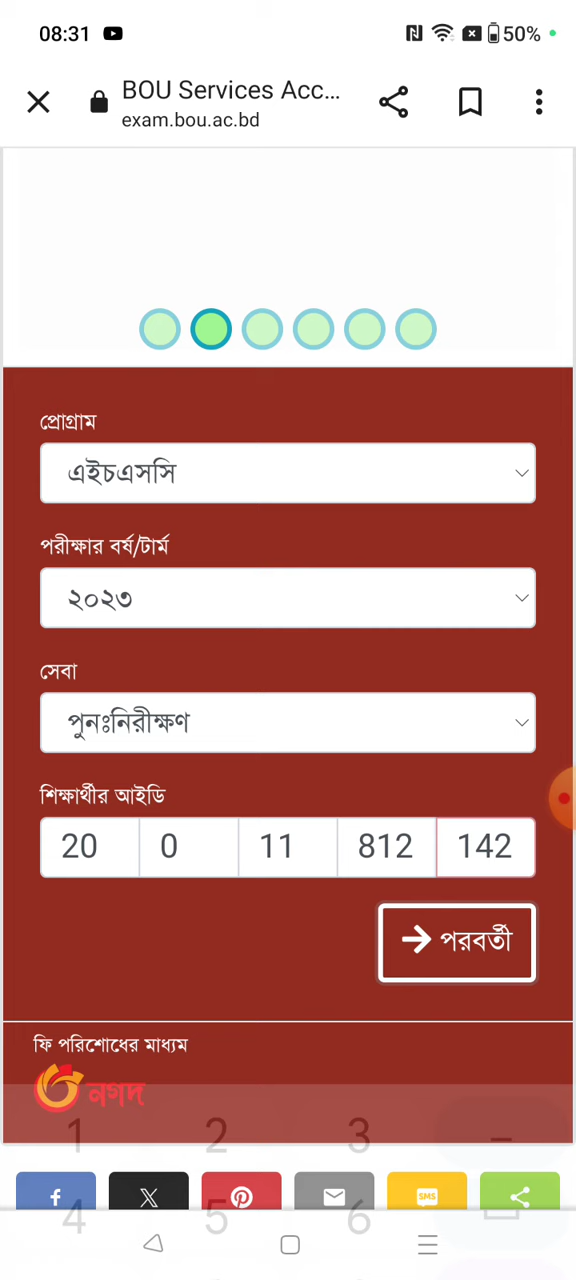 08:31 50%
BOU Services Acc...
exam.bou.ac.bd
প্রোগ্রাম
এইচএসসি
পরীক্ষার বর্ষ/টার্ম
২০২৩
সেবা
পুনঃনিরীক্ষণ
শিক্ষার্থীর আইডি
20 0 11 812 142
→ পরবর্তী
ফি পরিশোধের মাধ্যম
নগদ
1 2 3 –
f X SMS
4 5 6